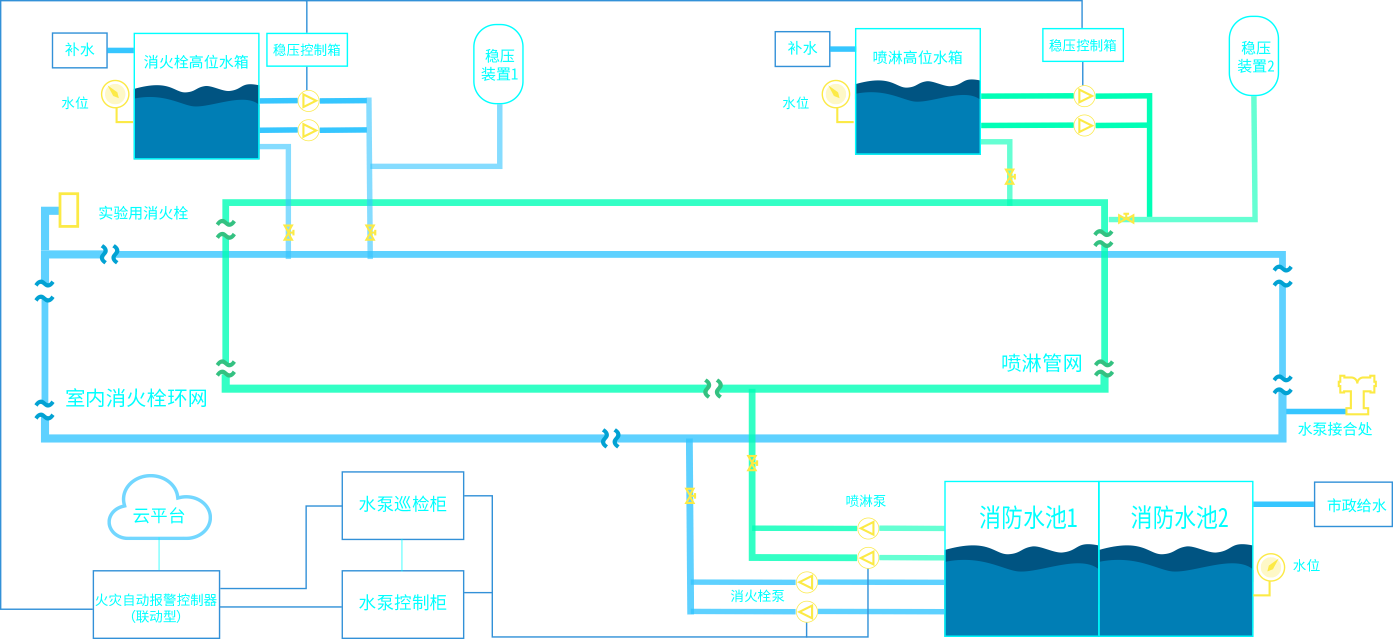 补水
消火栓高位水箱
稳压控制箱
稳压
装置1
水位
补水
喷淋高位水箱
稳压控制箱
稳压
装置2
水位
实验用消火栓
室内消火栓环网
喷淋管网
水泵接合处
云平台
水泵巡检柜
喷淋泵
消防水池1
消防水池2
市政给水
水位
火灾自动报警控制器
(联动型)
水泵控制柜
消火栓泵